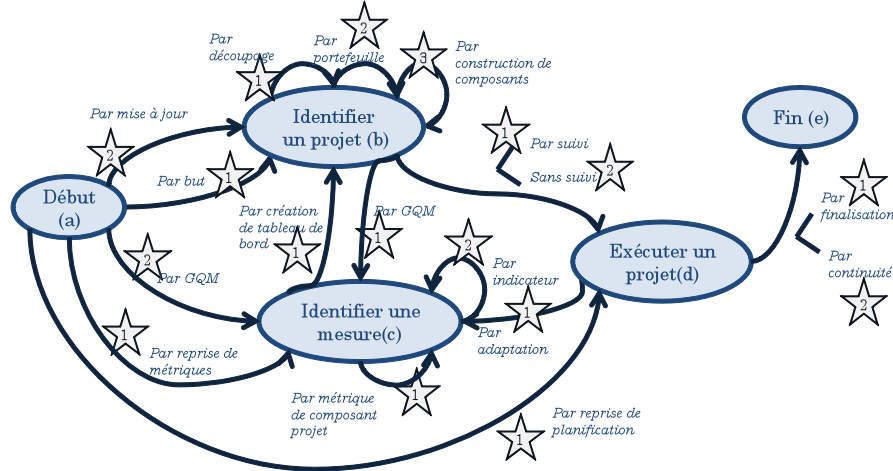 Par
découpage
1
Par
portefeuille
2
3
Par
construction de
composants
Par mise à jour
2
Identifier
un projet (b)
1
Par suivi
Sans suivi
2
Fin (e)
Par but
1
Début
(a)
Par
finalisation
1
Par création
de tableau de
bord
1
Par GQM
1
2
Par GQM
2
Par
indicateur
Exécuter un
projet(d)
Par
continuité
2
Identifier une
mesure(c)
1
Par
adaptation
1
Par reprise de
métriques
Par métrique
de composant
projet
1
Par reprise de
planification
1